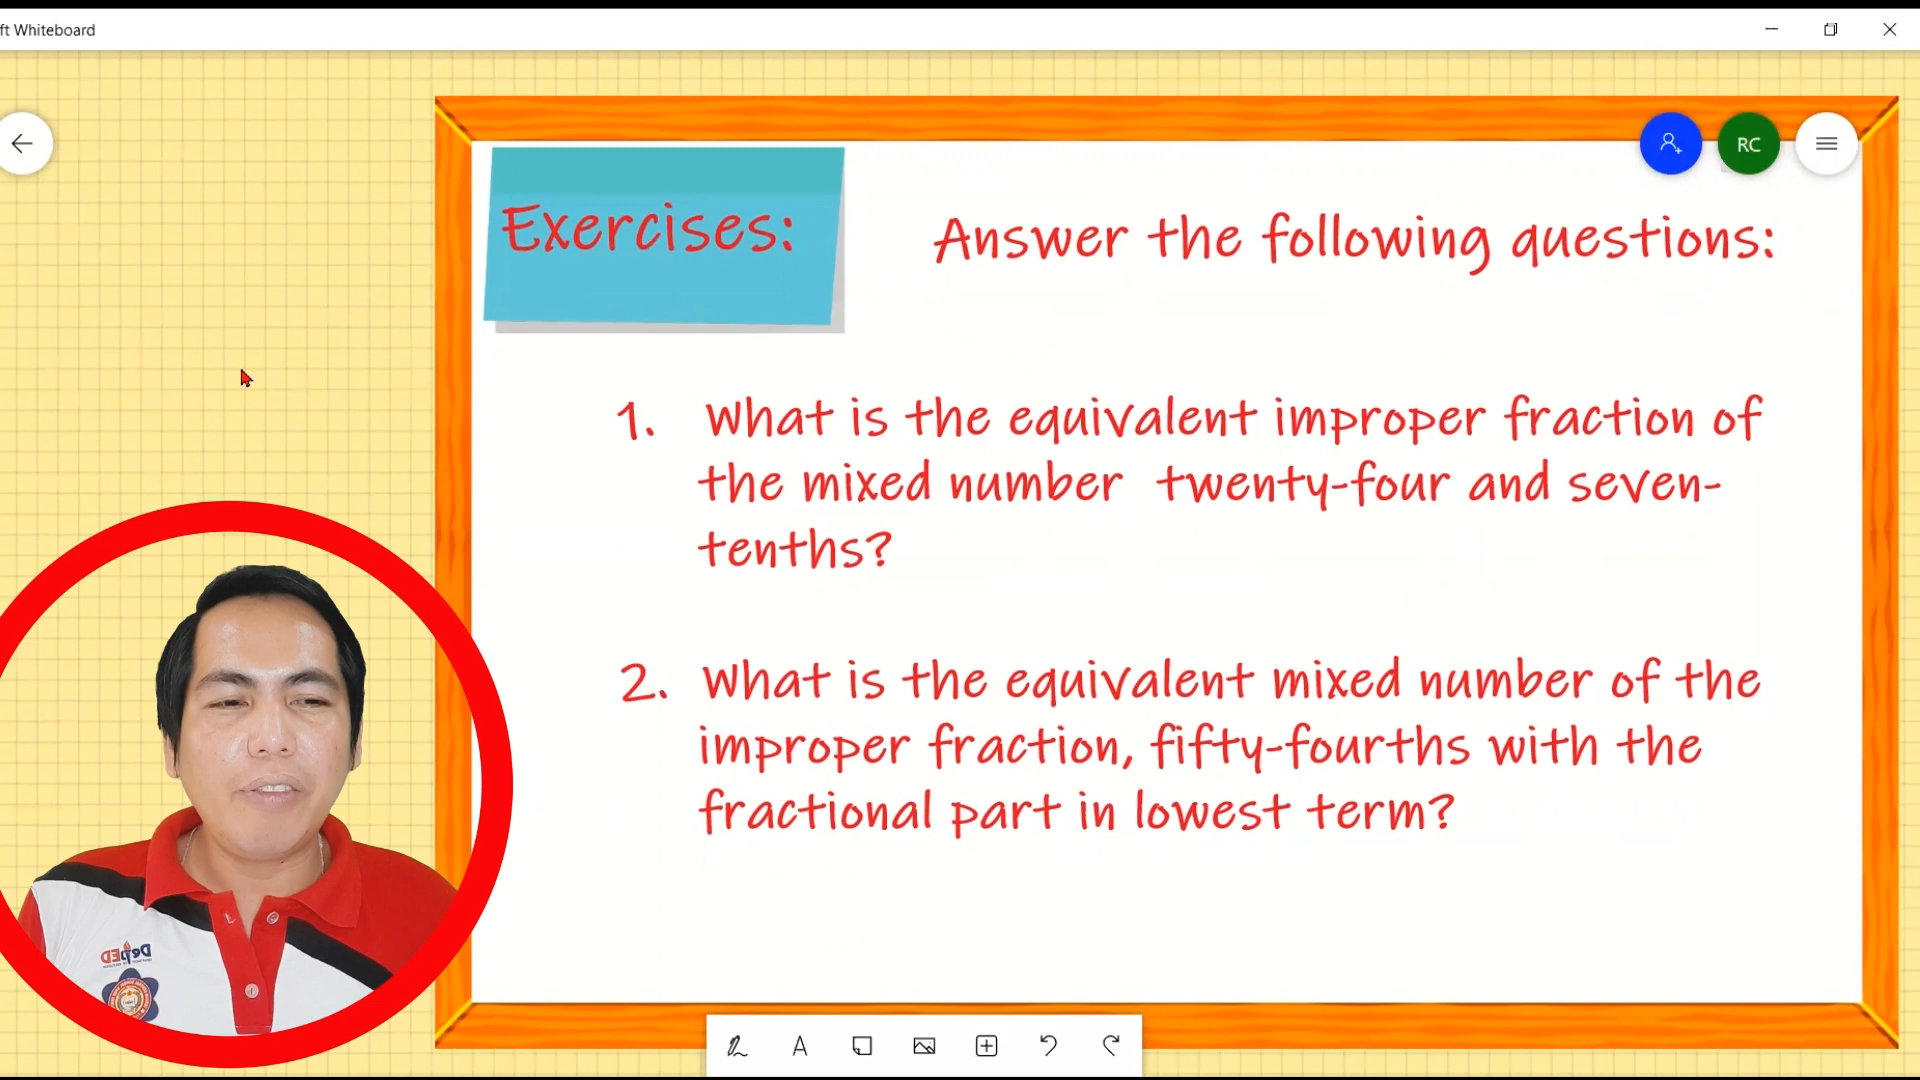 ft Whiteboard
RC
Exercises:
Answer the following questions:
1. What is the equivalent improper fraction of
the mixed number twenty-four and seven-
tenths?
2. What is the equivalent mixed number of the
improper fraction, fifty-fourths with the
fractional part in lowest term?
DepED